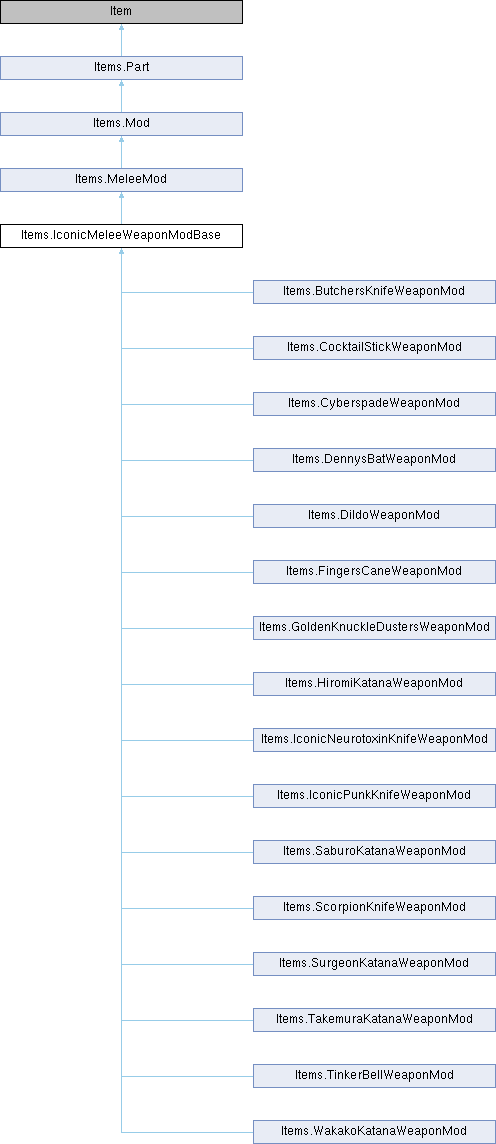 Item
Items.Part
Items.Mod
Items.MeleeMod
Items.IconicMeleeWeaponModBase
Items.ButchersKnifeWeaponMod
Items.CocktailStickWeaponMod
Items.CyberspadeWeaponMod
Items.DennysBatWeaponMod
Items.DildoWeaponMod
Items.FingersCaneWeaponMod
Items.GoldenKnuckleDustersWeaponMod
Items.HiromiKatanaWeaponMod
Items.IconicNeurotoxinKnifeWeaponMod
Items.IconicPunkKnifeWeaponMod
Items.SaburoKatanaWeaponMod
Items.ScorpionKnifeWeaponMod
Items.SurgeonKatanaWeaponMod
Items.TakemuraKatanaWeaponMod
Items.TinkerBellWeaponMod
Items.WakakoKatanaWeaponMod